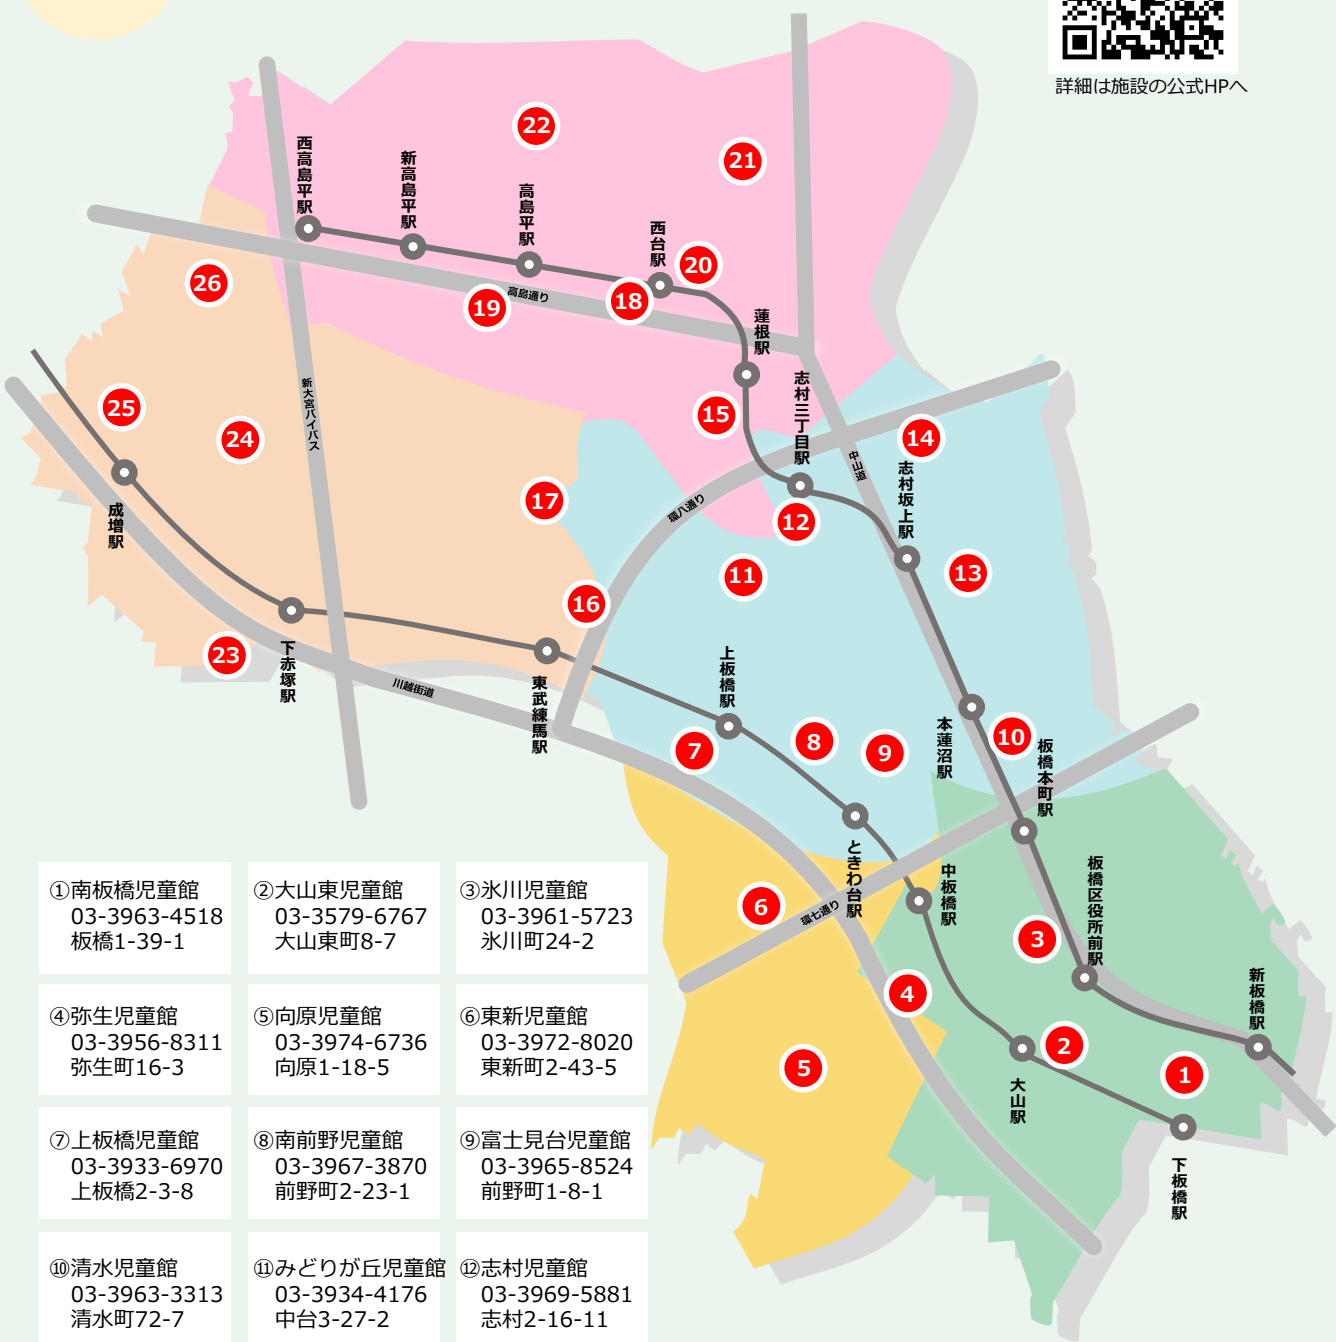 詳細は施設の公式HPへ
22
21
西高島平駅
新高島平駅
高島平駅
西台駅
20
26
19
高島通り
18
蓮根駅
志村三丁目駅
新大宮バイパス
25
24
15
14
中山道
志村坂上駅
17
環八通り
12
成増駅
11
13
16
23
下赤塚駅
川越街道
東武練馬駅
上板橋駅
7
8
9
本蓮沼駅
10
板橋本町駅
ときわ台駅
中板橋駅
板橋区役所前駅
6
環七通り
3
4
新板橋駅
5
2
1
大山駅
下板橋駅
①南板橋児童館
03-3963-4518
板橋1-39-1
②大山東児童館
03-3579-6767
大山東町8-7
③氷川児童館
03-3961-5723
氷川町24-2
④弥生児童館
03-3956-8311
弥生町16-3
⑤向原児童館
03-3974-6736
向原1-18-5
⑥東新児童館
03-3972-8020
東新町2-43-5
⑦上板橋児童館
03-3933-6970
上板橋2-3-8
⑧南前野児童館
03-3967-3870
前野町2-23-1
⑨富士見台児童館
03-3965-8524
前野町1-8-1
⑩清水児童館
03-3963-3313
清水町72-7
⑪みどりが丘児童館
03-3934-4176
中台3-27-2
⑫志村児童館
03-3969-5881
志村2-16-11